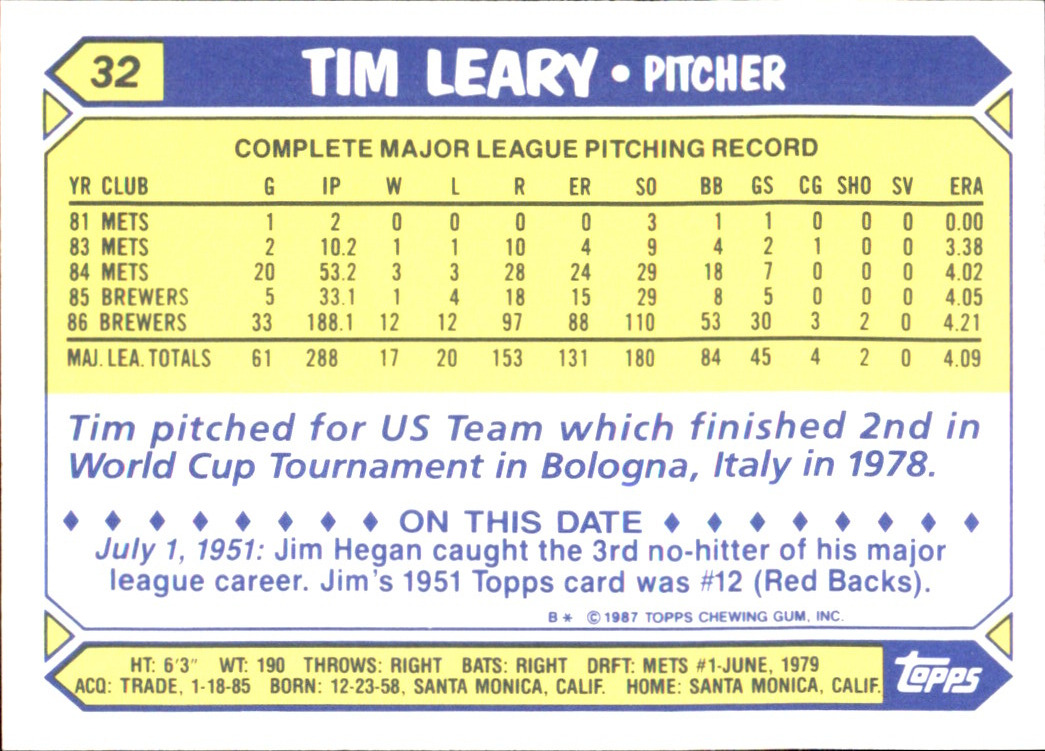 32
TIM LEARY • PITCHER
COMPLETE MAJOR LEAGUE PITCHING RECORD
YR CLUB G IP W L R ER SO BB GS CG SHO SV ERA
81 METS 1 2 0 0 0 0 3 1 1 0 0 0 0.00
83 METS 2 10.2 1 1 10 4 9 4 2 1 0 0 3.38
84 METS 20 53.2 3 3 28 24 29 18 7 0 0 0 4.02
85 BREWERS 5 33.1 1 4 18 15 29 8 5 0 0 0 4.05
86 BREWERS 33 188.1 12 12 97 88 110 53 30 3 2 0 4.21
MAJ. LEA. TOTALS 61 288 17 20 153 131 180 84 45 4 2 0 4.09
Tim pitched for US Team which finished 2nd in
World Cup Tournament in Bologna, Italy in 1978.
ON THIS DATE
July 1, 1951: Jim Hegan caught the 3rd no-hitter of his major
league career. Jim's 1951 Topps card was #12 (Red Backs).
B* ©1987 TOPPS CHEWING GUM, INC.
HT: 6'3" WT: 190 THROWS: RIGHT BATS: RIGHT DRFT: METS #1-JUNE, 1979
ACQ: TRADE, 1-18-85 BORN: 12-23-58, SANTA MONICA, CALIF. HOME: SANTA MONICA, CALIF.
topps